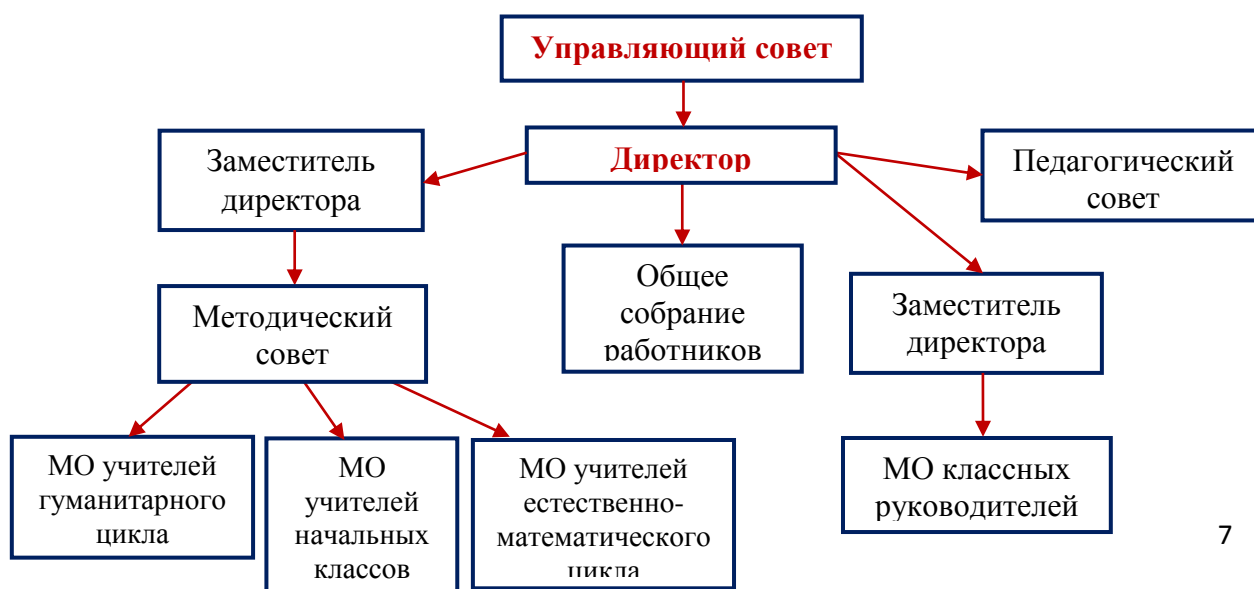 Управляющий совет
Заместитель
директора
Директор
Педагогический
совет
Общее
собрание
работников
Методический
совет
Заместитель
директора
МО учителей
гуманитарного
цикла
МО
учителей
начальных
классов
МО учителей
естественно-
математического
цикла
МО классных
руководителей
7